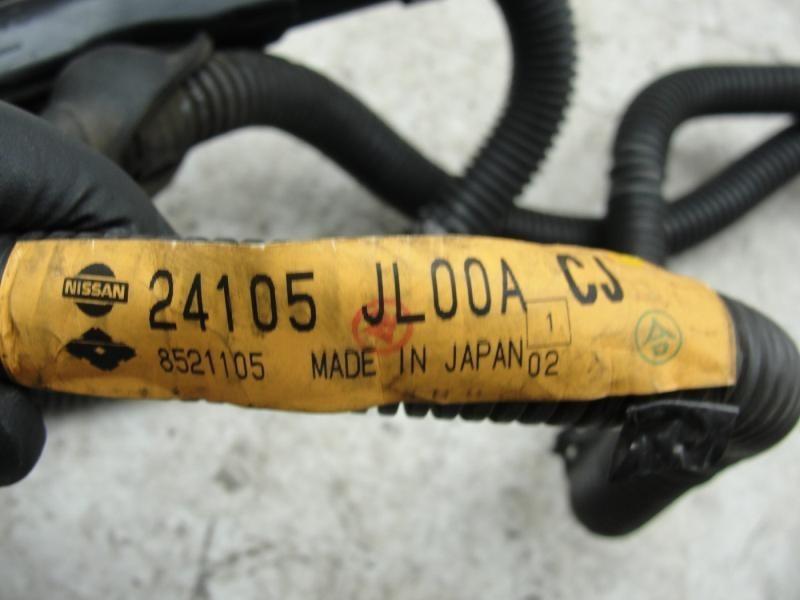 NISSAN 24105 JL00A CJ
8521105 MADE IN JAPAN 1 02